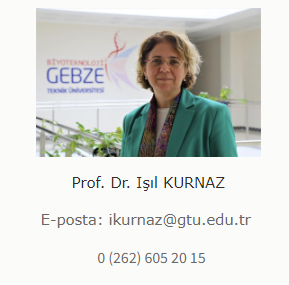 BİYOTEKNOLOJİ
GEBZE
TEKNİK ÜNİVERSİTESİ
Prof. Dr. Işıl KURNAZ
E-posta: ikurnaz@gtu.edu.tr
0 (262) 605 20 15